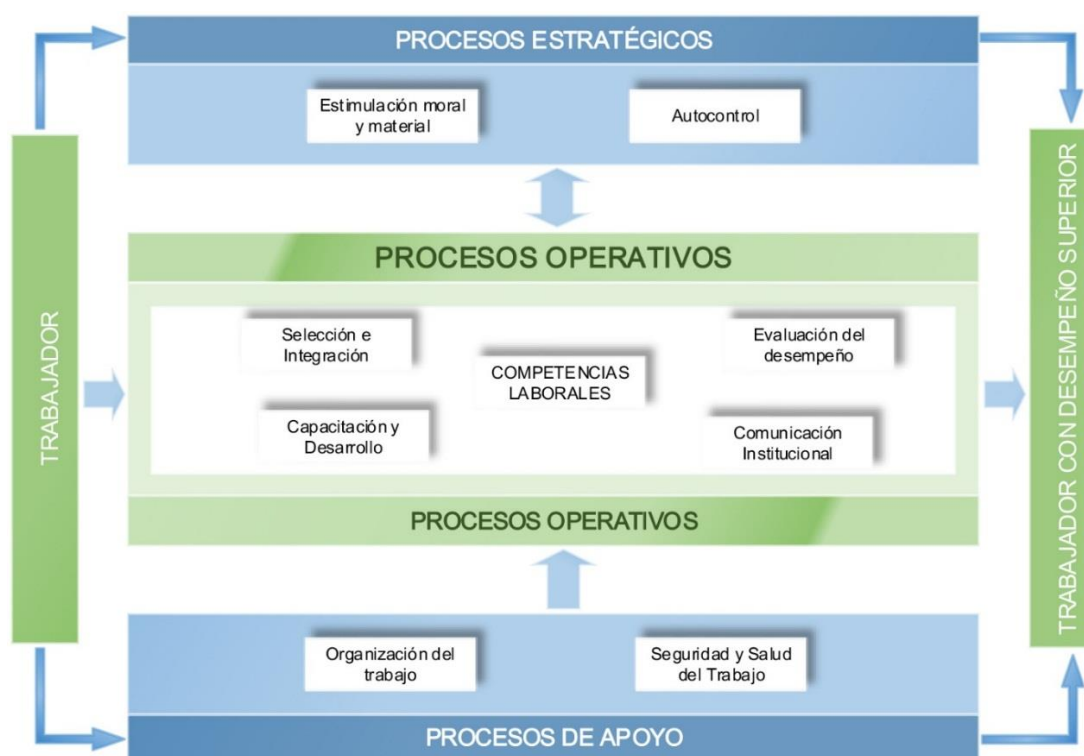 PROCESOS ESTRATÉGICOS
Estimulación moral
y material
Autocontrol
TRABAJADOR
PROCESOS OPERATIVOS
Selección e
Integración
COMPETENCIAS
LABORALES
Evaluación del
desempeño
Capacitación y
Desarrollo
Comunicación
Institucional
PROCESOS OPERATIVOS
TRABAJADOR CON DESEMPEÑO SUPERIOR
Organización del
trabajo
Seguridad y Salud
del Trabajo
PROCESOS DE APOYO